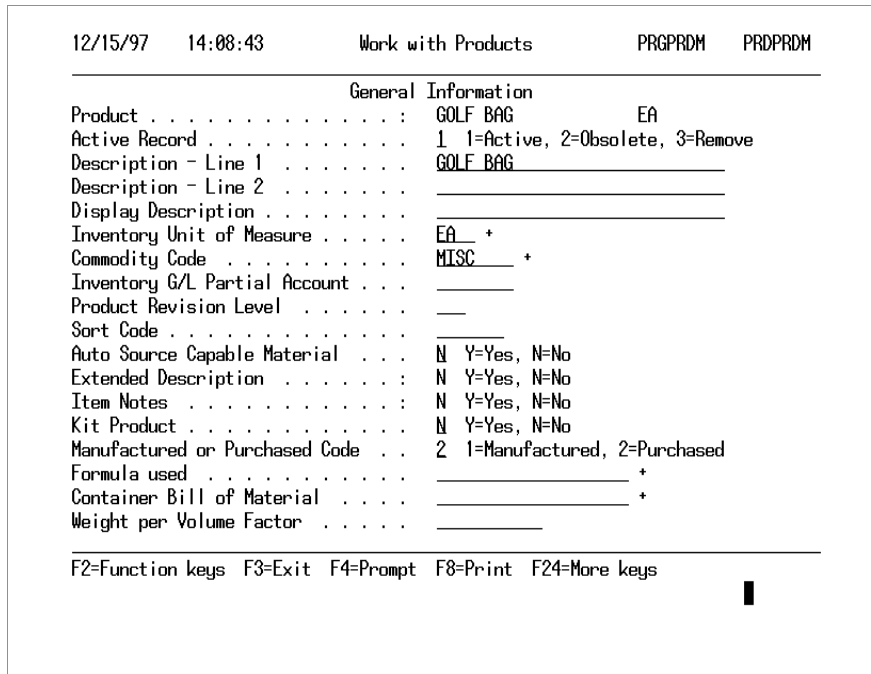 12/15/97 14:08:43 Work with Products PRGPRDM PRDPRDM
General Information
Product . . . . . . . . . . . . . : GOLF BAG EA
Active Record . . . . . . . . . . . 1 1=Active, 2=Obsolete, 3=Remove
Description - Line 1 . . . . . . . GOLF BAG
Description - Line 2 . . . . . . .
Display Description . . . . . . . .
Inventory Unit of Measure . . . . . EA +
Commodity Code . . . . . . . . . . MISC +
Inventory G/L Partial Account . . .
Product Revision Level . . . . . .
Sort Code . . . . . . . . . . . . .
Auto Source Capable Material . . . N Y=Yes, N=No
Extended Description . . . . . . : N Y=Yes, N=No
Item Notes . . . . . . . . . . . : N Y=Yes, N=No
Kit Product . . . . . . . . . . . . N Y=Yes, N=No
Manufactured or Purchased Code . . 2 1=Manufactured, 2=Purchased
Formula used . . . . . . . . . . . +
Container Bill of Material . . . . +
Weight per Volume Factor . . . . .
F2=Function keys F3=Exit F4=Prompt F8=Print F24=More keys